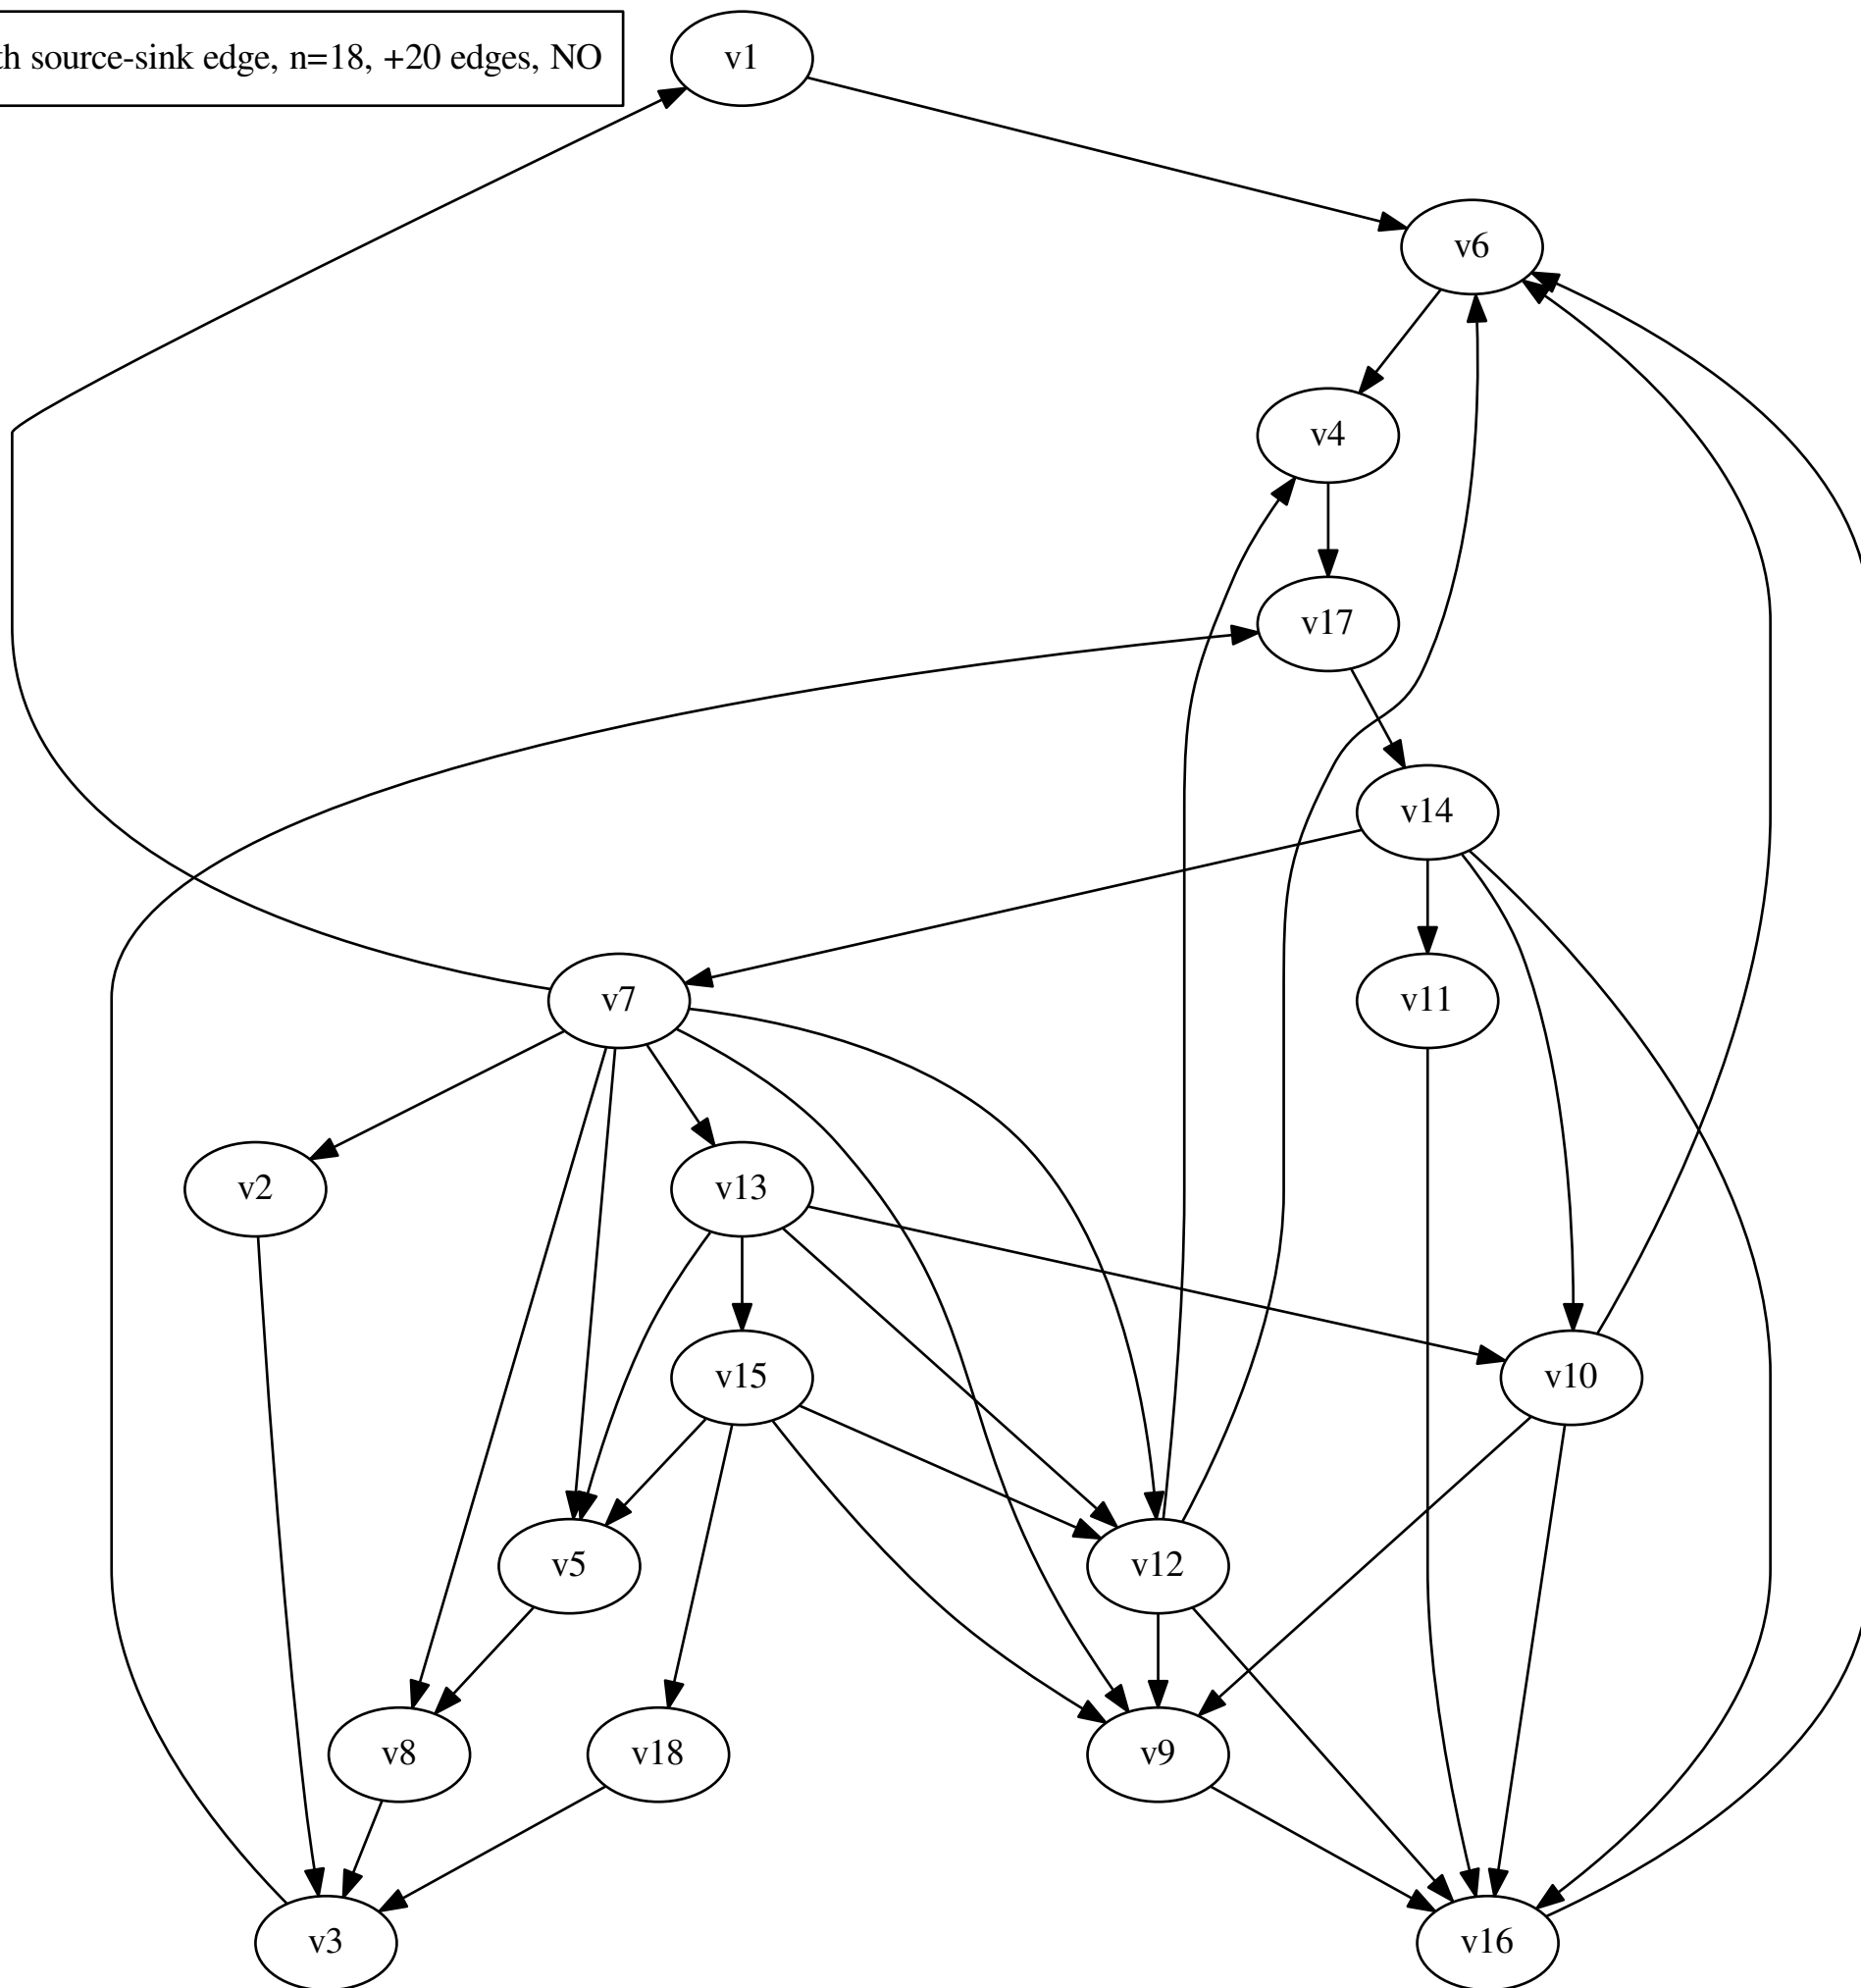 th source-sink edge, n=18, +20 edges, NO
v1
v6
v4
v17
v14
v7
v11
v2
v13
v15
v10
v5
v12
v8
v18
v9
v3
v16